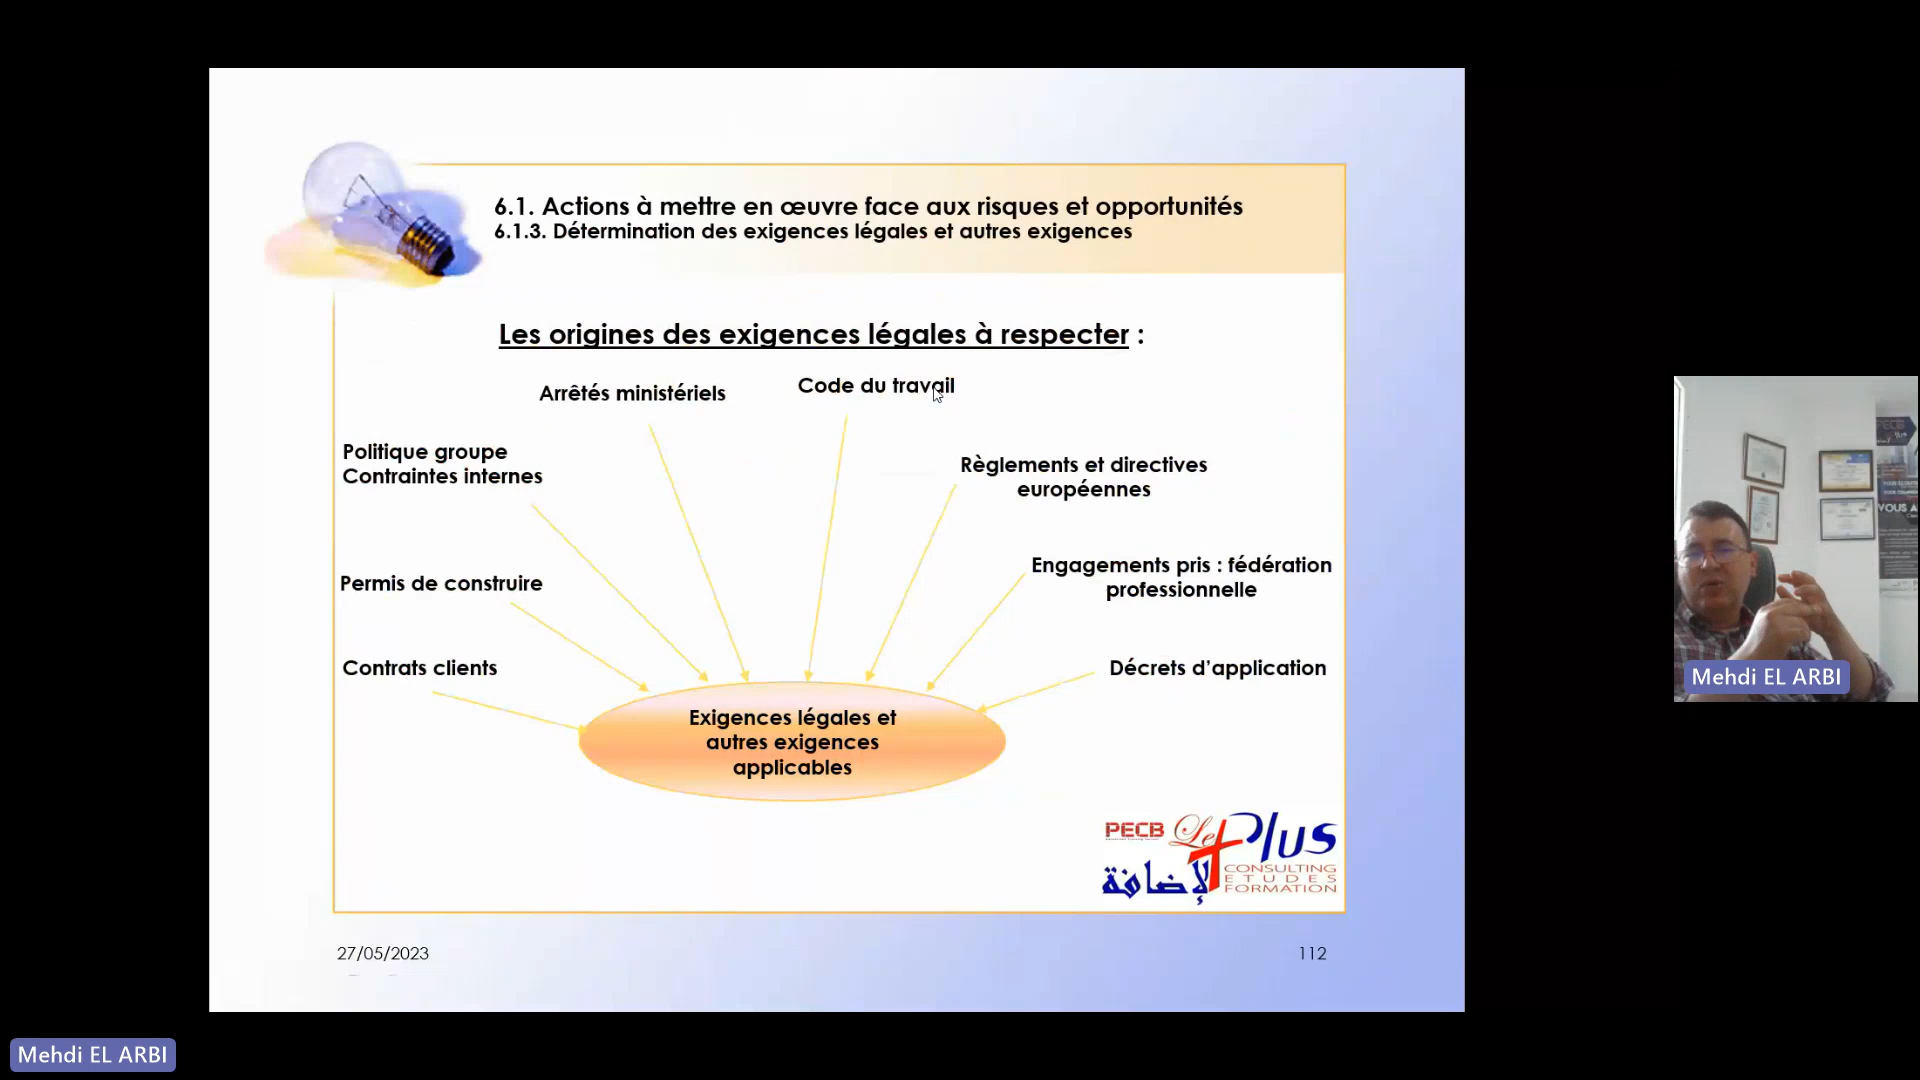 6.1. Actions à mettre en œuvre face aux risques et opportunités
6.1.3. Détermination des exigences légales et autres exigences
Les origines des exigences légales à respecter :
Arrêtés ministériels
Code du travail
Politique groupe
Contraintes internes
Règlements et directives
européennes
Permis de construire
Engagements pris : fédération
professionnelle
Contrats clients
Décrets d’application
Exigences légales et
autres exigences
applicables
PECB Le Plus
الإضافة
CONSULTING
ETUDES
FORMATION
27/05/2023
112
VOUS A
Mehdi EL ARBI
Mehdi EL ARBI